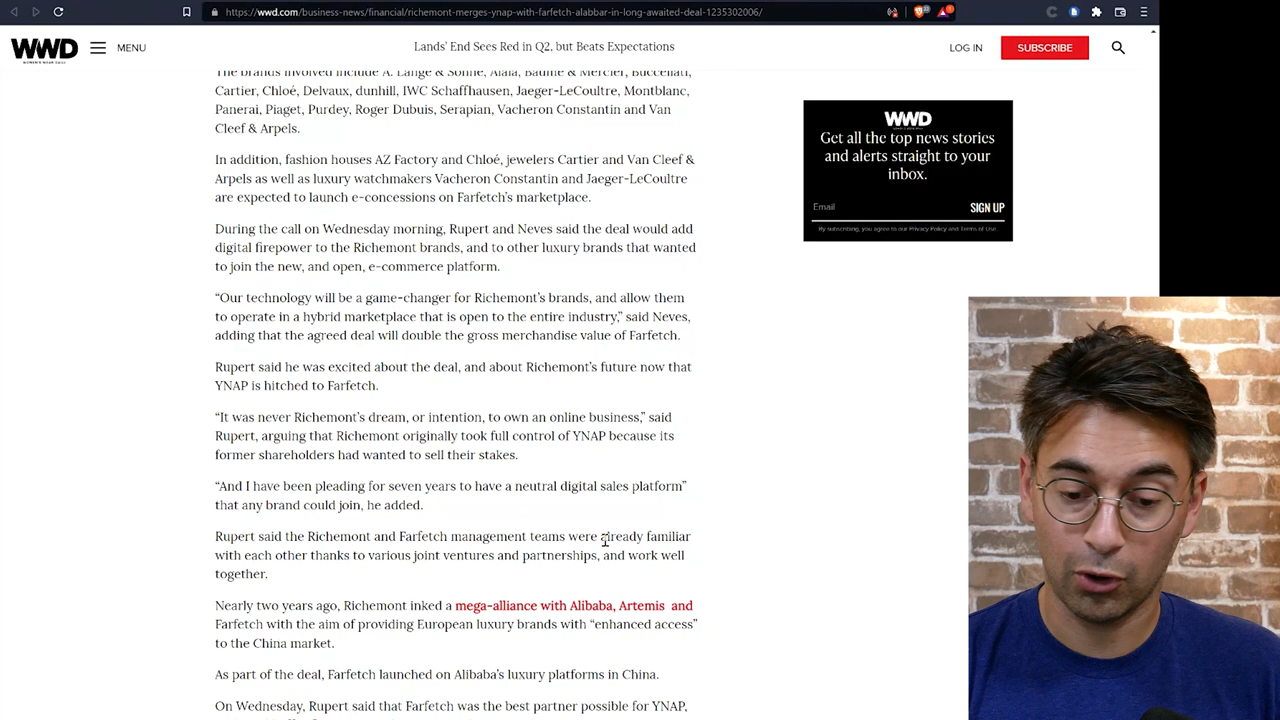 https://wwd.com/business-news/financial/richemont-merges-ynap-with-farfetch-alabbar-in-long-awaited-deal-1235302006/
WWD
WOMEN'S WEAR DAILY
MENU
Lands' End Sees Red in Q2, but Beats Expectations
LOG IN
SUBSCRIBE
The brands involved include A. Lange & Söhne, Alaïa, Baume & Mercier, Buccellati,
Cartier, Chloé, Delvaux, dunhill, IWC Schaffhausen, Jaeger-LeCoultre, Montblanc,
Panerai, Piaget, Purdey, Roger Dubuis, Serapian, Vacheron Constantin and Van
Cleef & Arpels.
In addition, fashion houses AZ Factory and Chloé, jewelers Cartier and Van Cleef &
Arpels as well as luxury watchmakers Vacheron Constantin and Jaeger-LeCoultre
are expected to launch e-concessions on Farfetch's marketplace.
During the call on Wednesday morning, Rupert and Neves said the deal would add
digital firepower to the Richemont brands, and to other luxury brands that wanted
to join the new, and open, e-commerce platform.
“Our technology will be a game-changer for Richemont's brands, and allow them
to operate in a hybrid marketplace that is open to the entire industry,” said Neves,
adding that the agreed deal will double the gross merchandise value of Farfetch.
Rupert said he was excited about the deal, and about Richemont's future now that
YNAP is hitched to Farfetch.
“It was never Richemont's dream, or intention, to own an online business,” said
Rupert, arguing that Richemont originally took full control of YNAP because its
former shareholders had wanted to sell their stakes.
“And I have been pleading for seven years to have a neutral digital sales platform”
that any brand could join, he added.
Rupert said the Richemont and Farfetch management teams were already familiar
with each other thanks to various joint ventures and partnerships, and work well
together.
Nearly two years ago, Richemont inked a mega-alliance with Alibaba, Artemis and
Farfetch with the aim of providing European luxury brands with “enhanced access”
to the China market.
As part of the deal, Farfetch launched on Alibaba's luxury platforms in China.
On Wednesday, Rupert said that Farfetch was the best partner possible for YNAP,
WWD
Get all the top news stories
and alerts straight to your
inbox.
Email
SIGN UP
By subscribing, you agree to our Privacy Policy and Terms of Use.